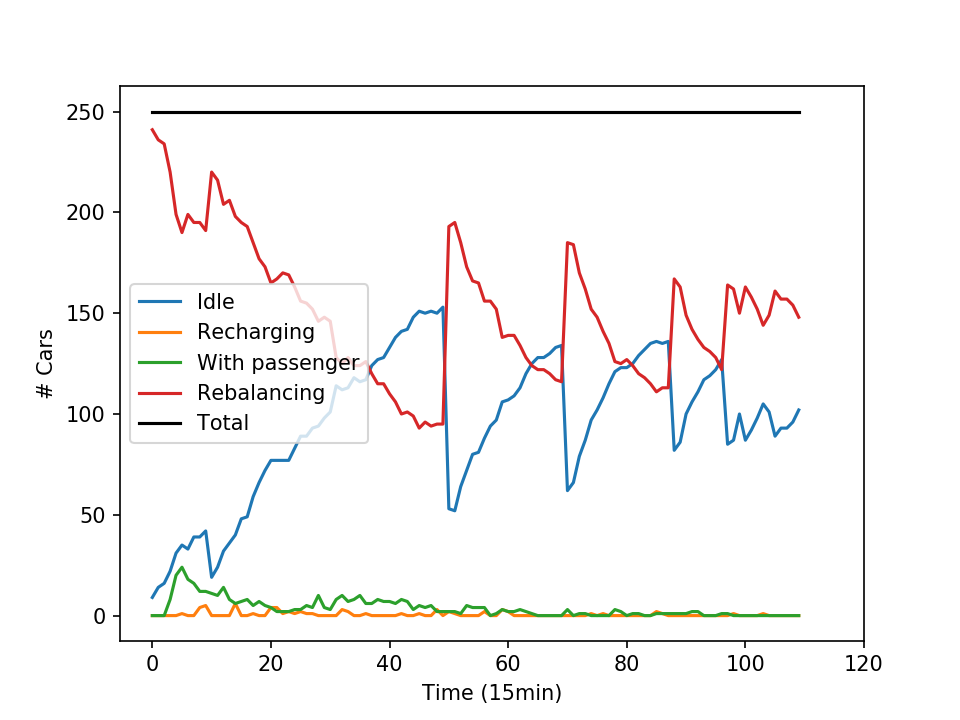 250
200
150
100
50
0
# Cars
Idle
Recharging
With passenger
Rebalancing
Total
0 20 40 60 80 100 120
Time (15min)